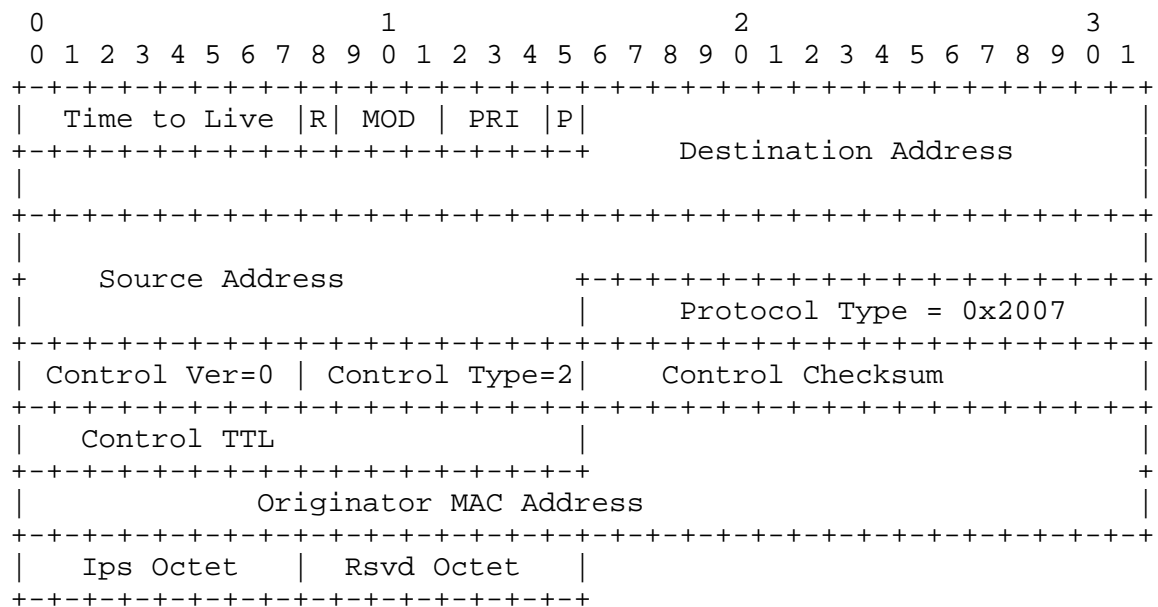 0                   1                   2                   3
0 1 2 3 4 5 6 7 8 9 0 1 2 3 4 5 6 7 8 9 0 1 2 3 4 5 6 7 8 9 0 1
+-+-+-+-+-+-+-+-+-+-+-+-+-+-+-+-+-+-+-+-+-+-+-+-+-+-+-+-+-+-+-+-+
|  Time to Live |R| MOD | PRI |P|                               |
+-+-+-+-+-+-+-+-+-+-+-+-+-+-+-+-+     Destination Address       |
|                                                               |
+-+-+-+-+-+-+-+-+-+-+-+-+-+-+-+-+-+-+-+-+-+-+-+-+-+-+-+-+-+-+-+-+
|                                                               |
+    Source Address             +-+-+-+-+-+-+-+-+-+-+-+-+-+-+-+-+
|                               |     Protocol Type = 0x2007    |
+-+-+-+-+-+-+-+-+-+-+-+-+-+-+-+-+-+-+-+-+-+-+-+-+-+-+-+-+-+-+-+-+
| Control Ver=0 | Control Type=2|    Control Checksum           |
+-+-+-+-+-+-+-+-+-+-+-+-+-+-+-+-+-+-+-+-+-+-+-+-+-+-+-+-+-+-+-+-+
|   Control TTL                 |                               |
+-+-+-+-+-+-+-+-+-+-+-+-+-+-+-+-+                               +
|             Originator MAC Address                            |
+-+-+-+-+-+-+-+-+-+-+-+-+-+-+-+-+-+-+-+-+-+-+-+-+-+-+-+-+-+-+-+-+
|   Ips Octet   |  Rsvd Octet   |
+-+-+-+-+-+-+-+-+-+-+-+-+-+-+-+-+